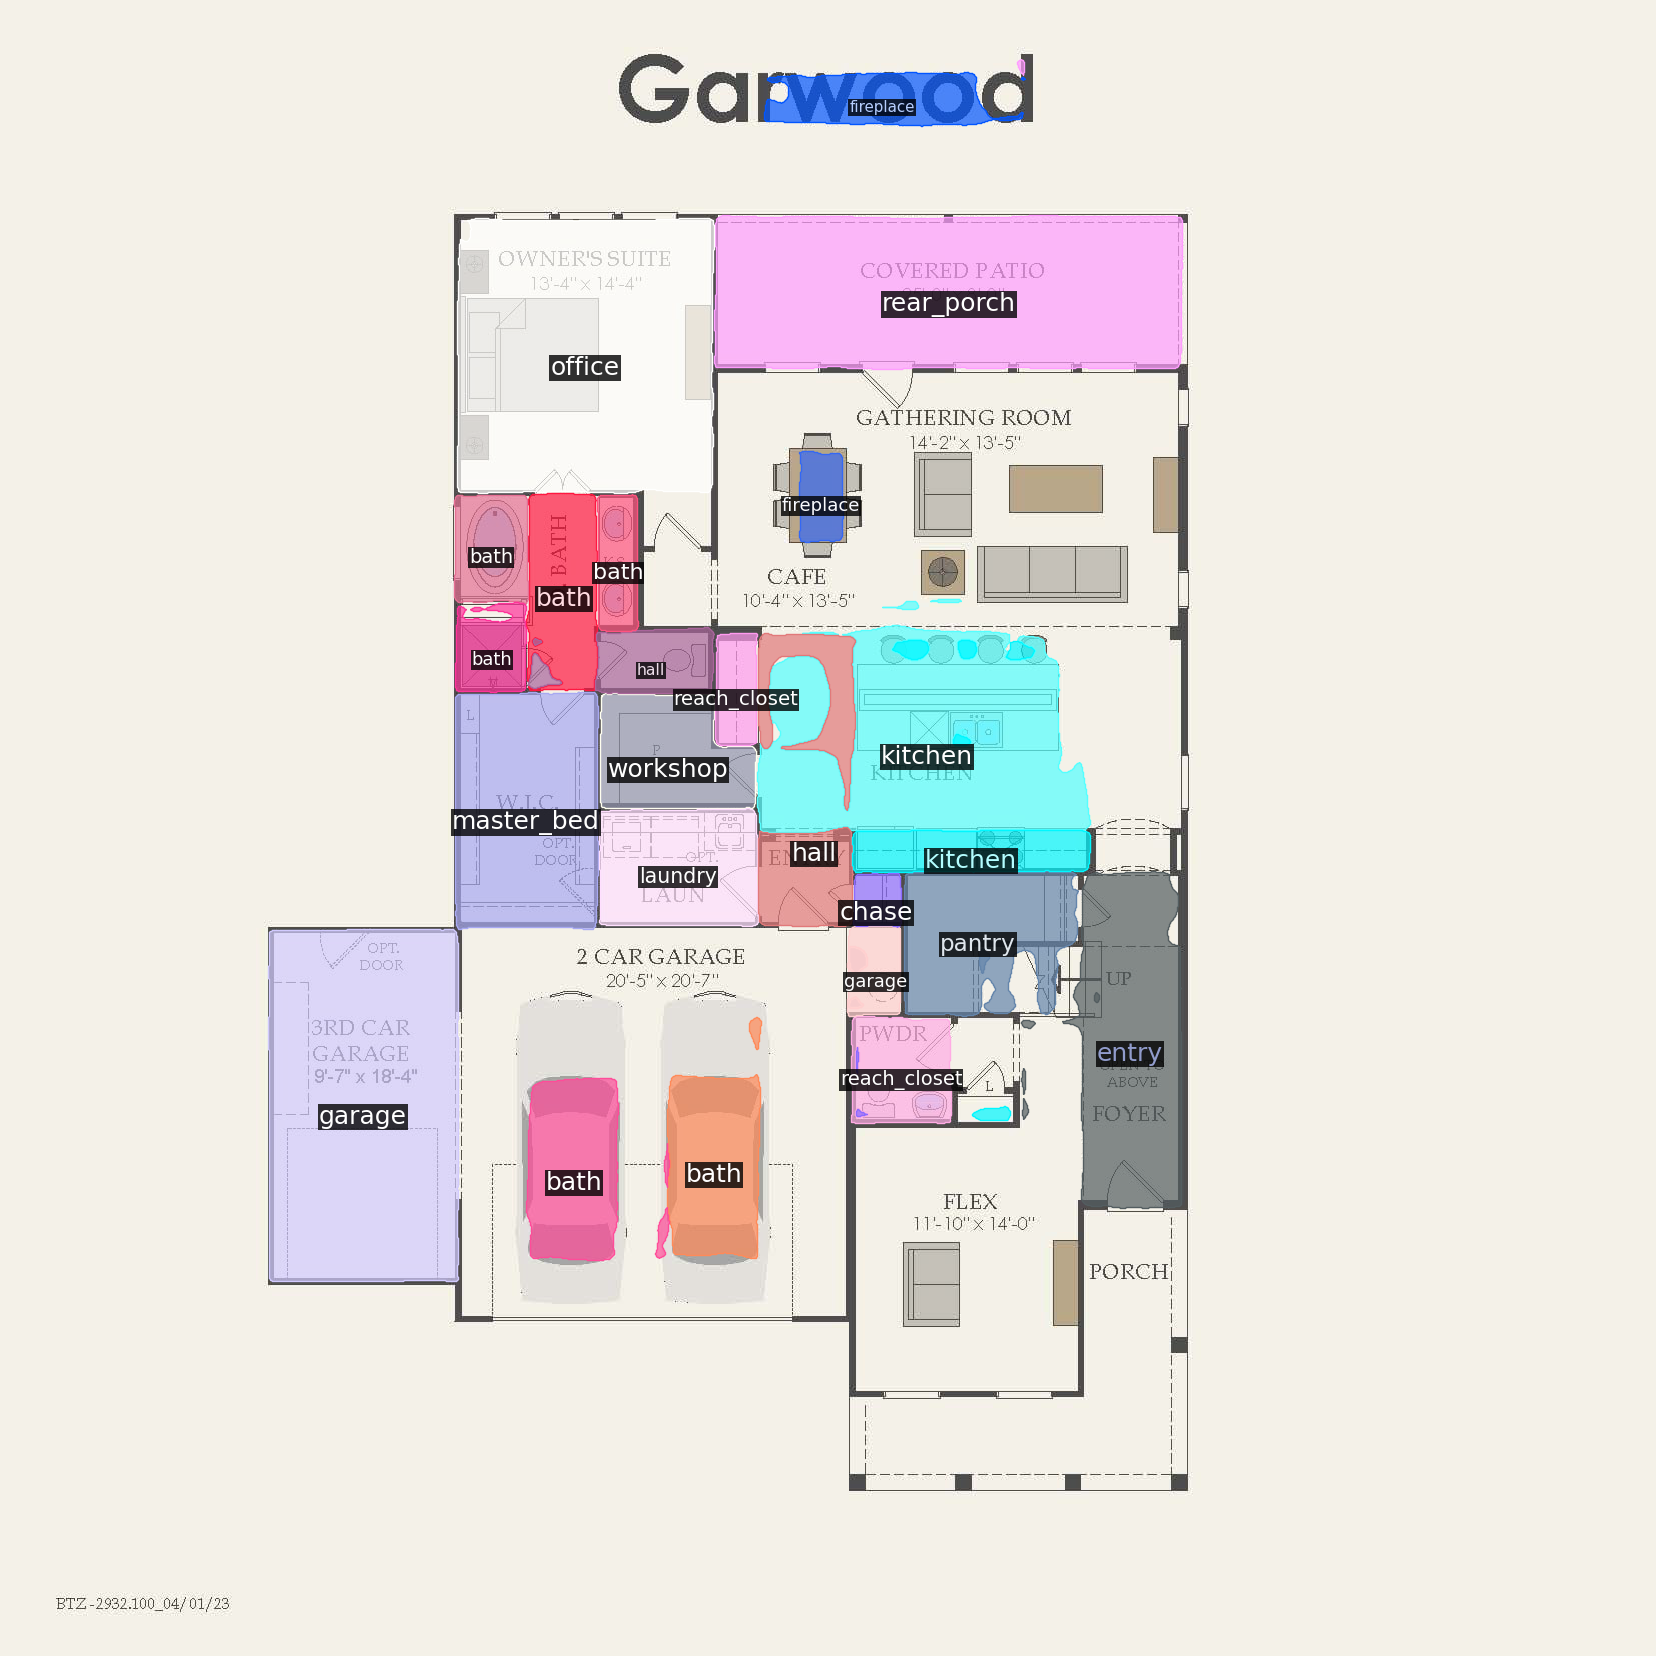 Garwood
fireplace
OWNER'S SUITE
13'-4" x 14'-4"
office
COVERED PATIO
rear_porch
GATHERING ROOM
14'-2" x 13'-5"
fireplace
CAFE
10'-4" x 13'-5"
bath
BATH
bath
bath
bath
hall
reach_closet
L
P
workshop
kitchen
KITCHEN
W.I.C.
master_bed
OPT.
DOOR
OPT.
laundry
LAUN
hall
kitchen
chase
pantry
garage
UP
OPT.
DOOR
2 CAR GARAGE
20'-5" x 20'-7"
3RD CAR
GARAGE
9'-7" x 18'-4"
garage
PWDR
reach_closet
L
entry
ABOVE
FOYER
bath
bath
FLEX
11'-10" x 14'-0"
PORCH
BTZ-2932.100_04/01/23